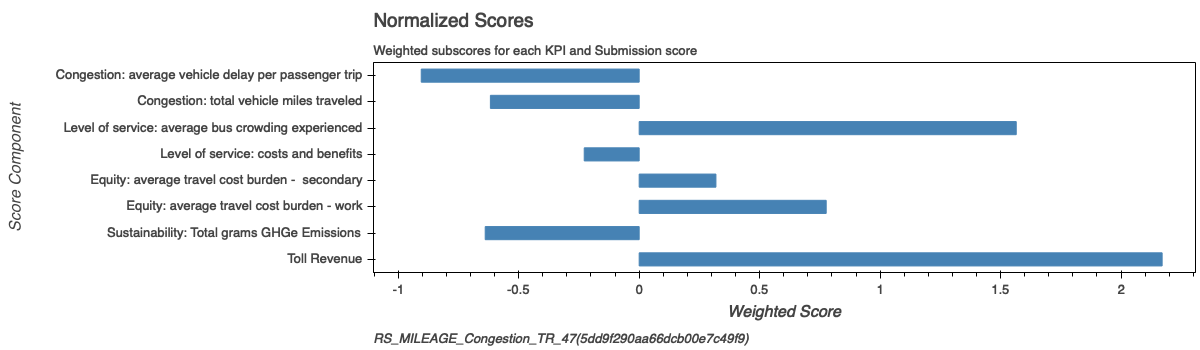 Normalized Scores
Weighted subscores for each KPI and Submission score
Score Component
Congestion: average vehicle delay per passenger trip
Congestion: total vehicle miles traveled
Level of service: average bus crowding experienced
Level of service: costs and benefits
Equity: average travel cost burden -  secondary
Equity: average travel cost burden - work
Sustainability: Total grams GHGe Emissions
Toll Revenue
-1 -0.5 0 0.5 1 1.5 2
Weighted Score
RS_MILEAGE_Congestion_TR_47(5dd9f290aa66dcb00e7c49f9)